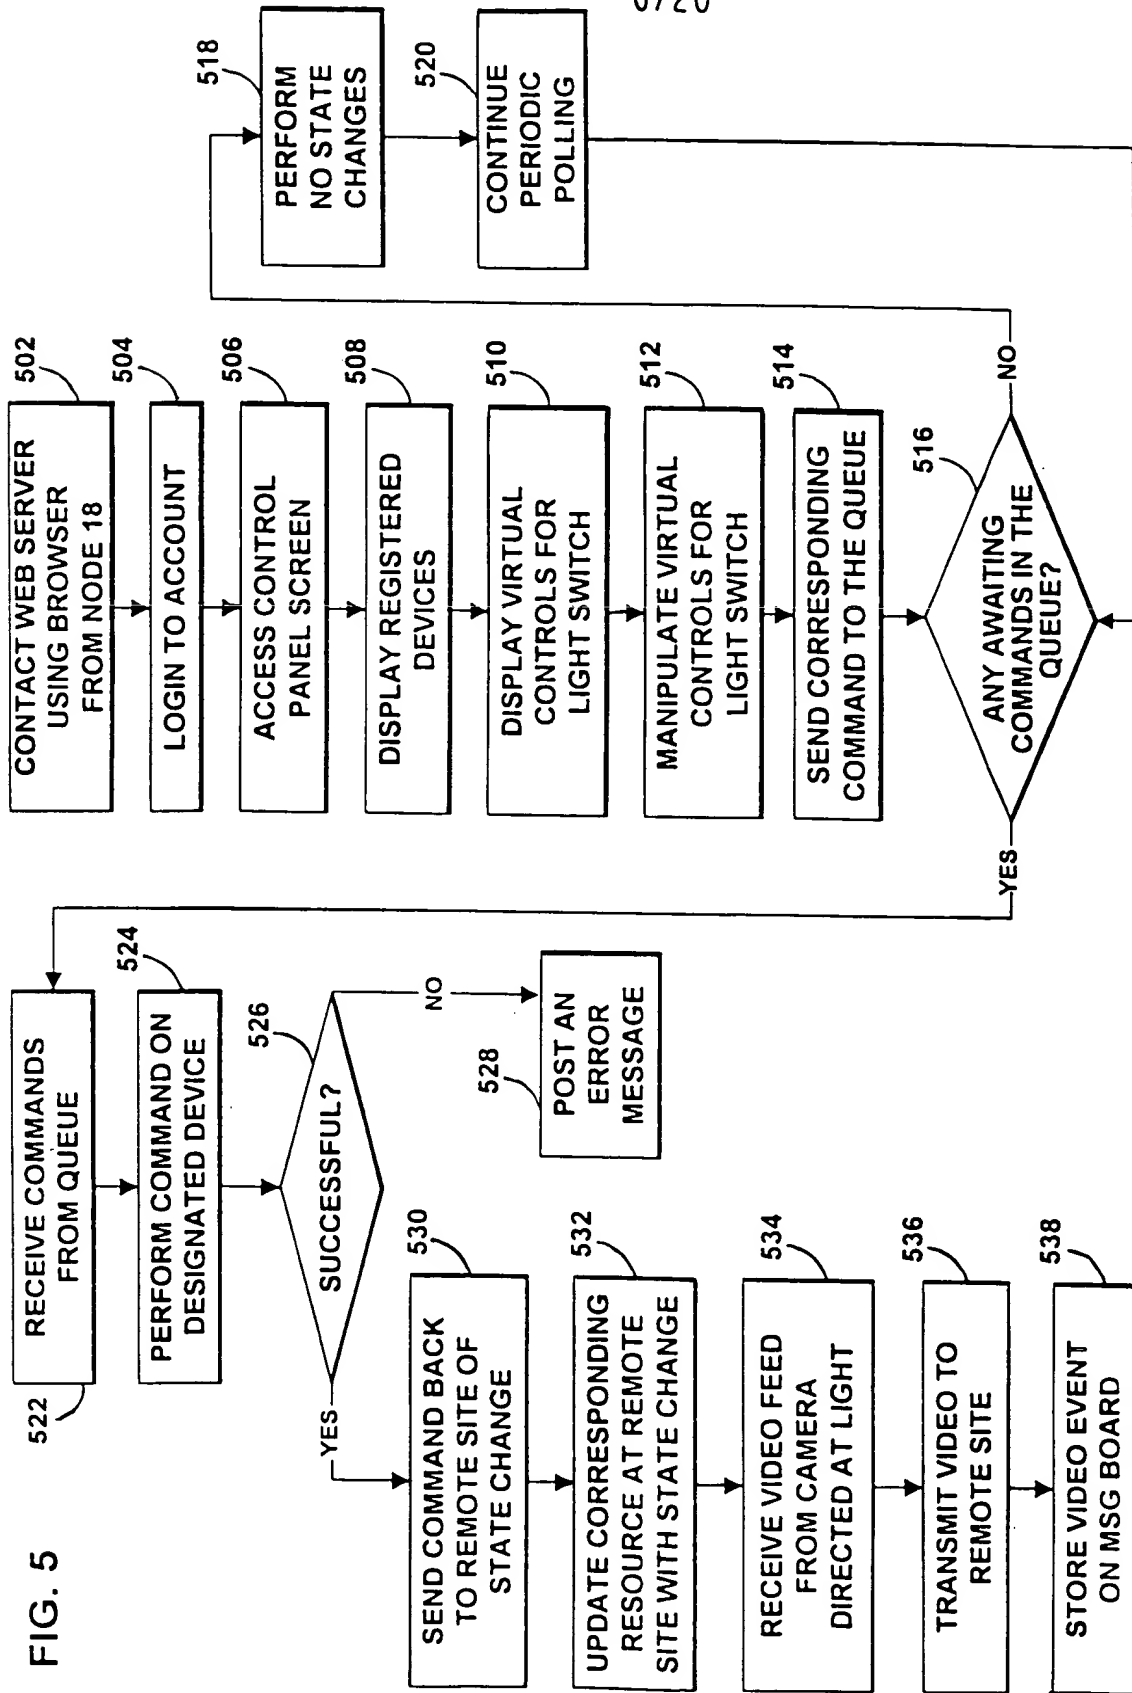 6/20
FIG. 5
502
CONTACT WEB SERVER
USING BROWSER
FROM NODE 18
504
LOGIN TO ACCOUNT
506
ACCESS CONTROL
PANEL SCREEN
508
DISPLAY REGISTERED
DEVICES
510
DISPLAY VIRTUAL
CONTROLS FOR
LIGHT SWITCH
512
MANIPULATE VIRTUAL
CONTROLS FOR
LIGHT SWITCH
514
SEND CORRESPONDING
COMMAND TO THE QUEUE
516
ANY AWAITING
COMMANDS IN THE
QUEUE?
NO
YES
518
PERFORM
NO STATE
CHANGES
520
CONTINUE
PERIODIC
POLLING
522
RECEIVE COMMANDS
FROM QUEUE
524
PERFORM COMMAND ON
DESIGNATED DEVICE
526
SUCCESSFUL?
NO
YES
528
POST AN
ERROR
MESSAGE
530
SEND COMMAND BACK
TO REMOTE SITE OF
STATE CHANGE
532
UPDATE CORRESPONDING
RESOURCE AT REMOTE
SITE WITH STATE CHANGE
534
RECEIVE VIDEO FEED
FROM CAMERA
DIRECTED AT LIGHT
536
TRANSMIT VIDEO TO
REMOTE SITE
538
STORE VIDEO EVENT
ON MSG BOARD